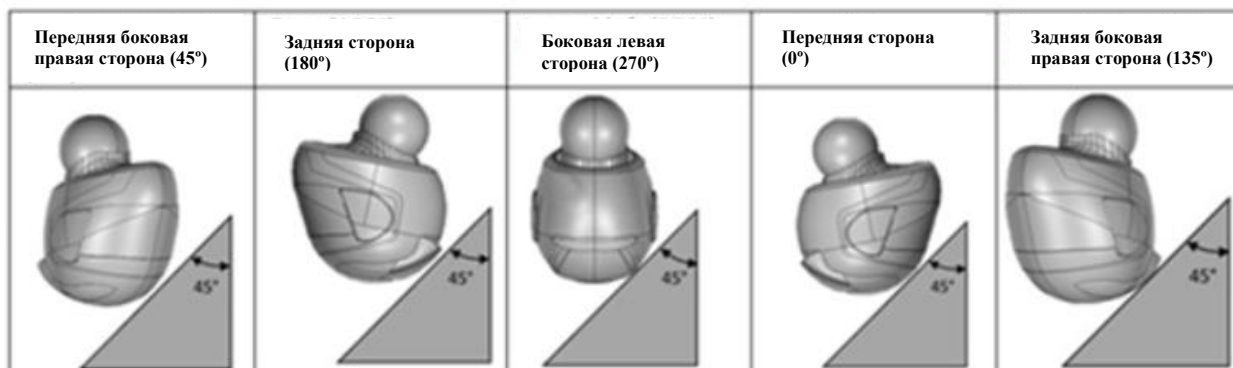 Передняя боковая
правая сторона (45º)
Задняя сторона
(180º)
Боковая левая
сторона (270º)
Передняя сторона
(0º)
Задняя боковая
правая сторона (135º)
45°
45°
45°
45°
45°